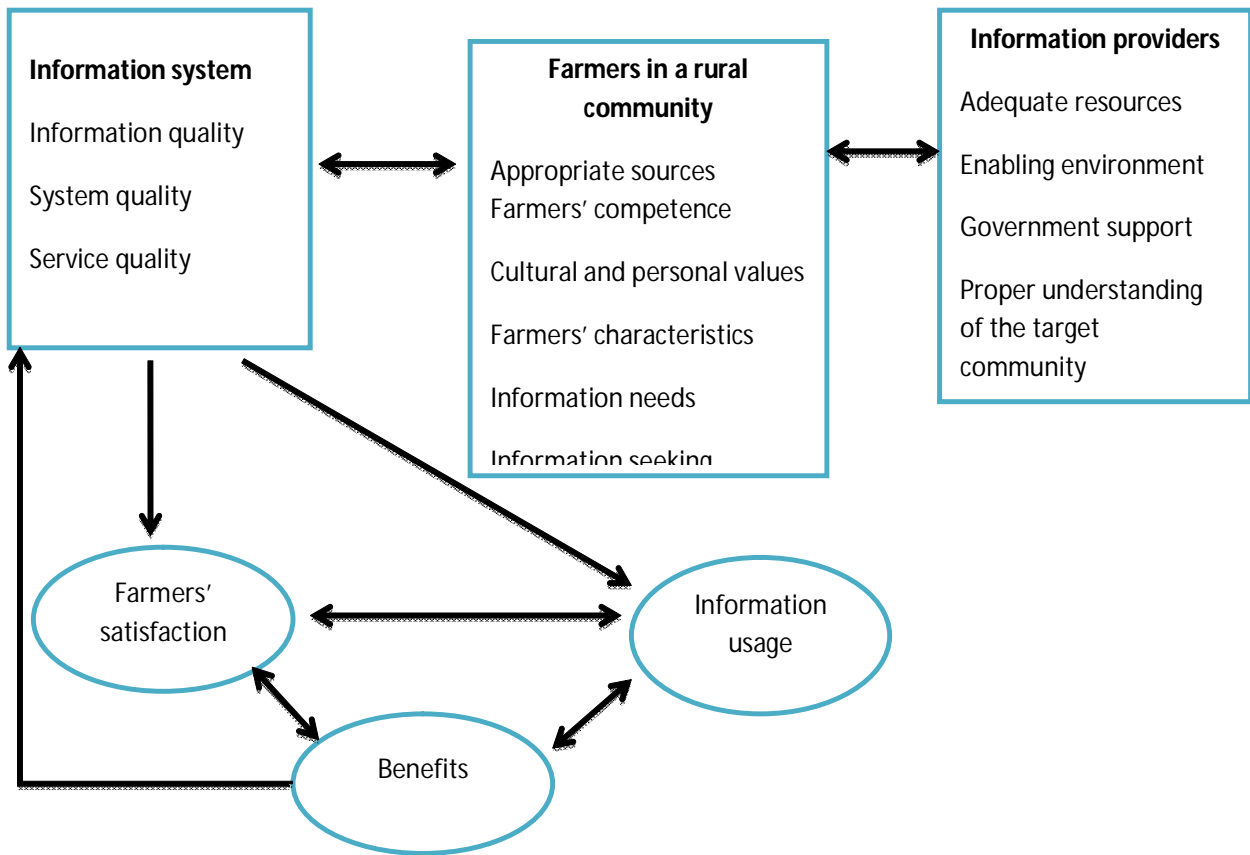 Information system
Information quality
System quality
Service quality
Farmers in a rural
community
Appropriate sources
Farmers’ competence
Cultural and personal values
Farmers’ characteristics
Information needs
Information seeking
Information providers
Adequate resources
Enabling environment
Government support
Proper understanding
of the target
community
Farmers’
satisfaction
Information
usage
Benefits